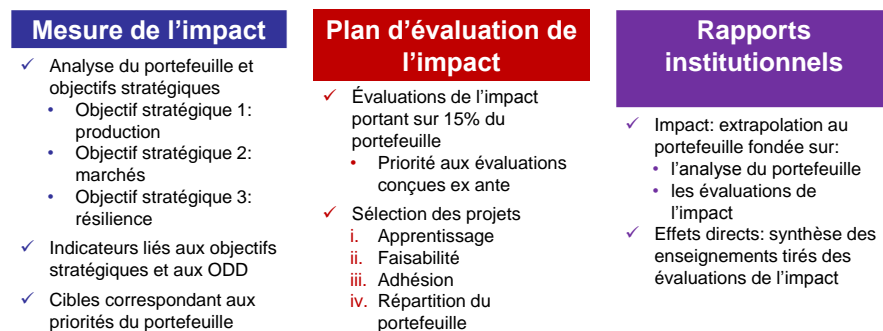 Mesure de l'impact
✓ Analyse du portefeuille et
objectifs stratégiques
• Objectif stratégique 1:
production
• Objectif stratégique 2:
marchés
• Objectif stratégique 3:
résilience
✓ Indicateurs liés aux objectifs
stratégiques et aux ODD
✓ Cibles correspondant aux
priorités du portefeuille
Plan d'évaluation de
l'impact
✓ Évaluations de l'impact
portant sur 15% du
portefeuille
• Priorité aux évaluations
conçues ex ante
✓ Sélection des projets
i. Apprentissage
ii. Faisabilité
iii. Adhésion
iv. Répartition du
portefeuille
Rapports
institutionnels
✓ Impact: extrapolation au
portefeuille fondée sur:
• l'analyse du portefeuille
• les évaluations de
l'impact
✓ Effets directs: synthèse des
enseignements tirés des
évaluations de l'impact